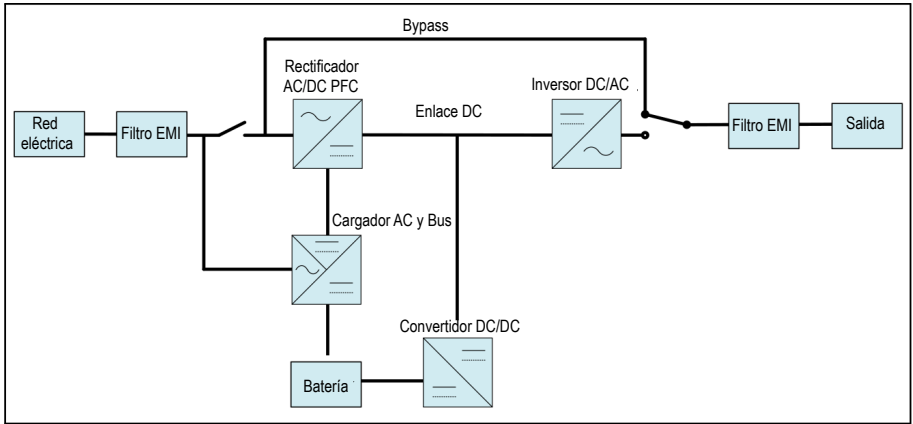 Bypass
Rectificador
AC/DC PFC
Enlace DC
Inversor DC/AC
Red
eléctrica
Filtro EMI
Filtro EMI
Salida
Cargador AC y Bus
Convertidor DC/DC
Batería